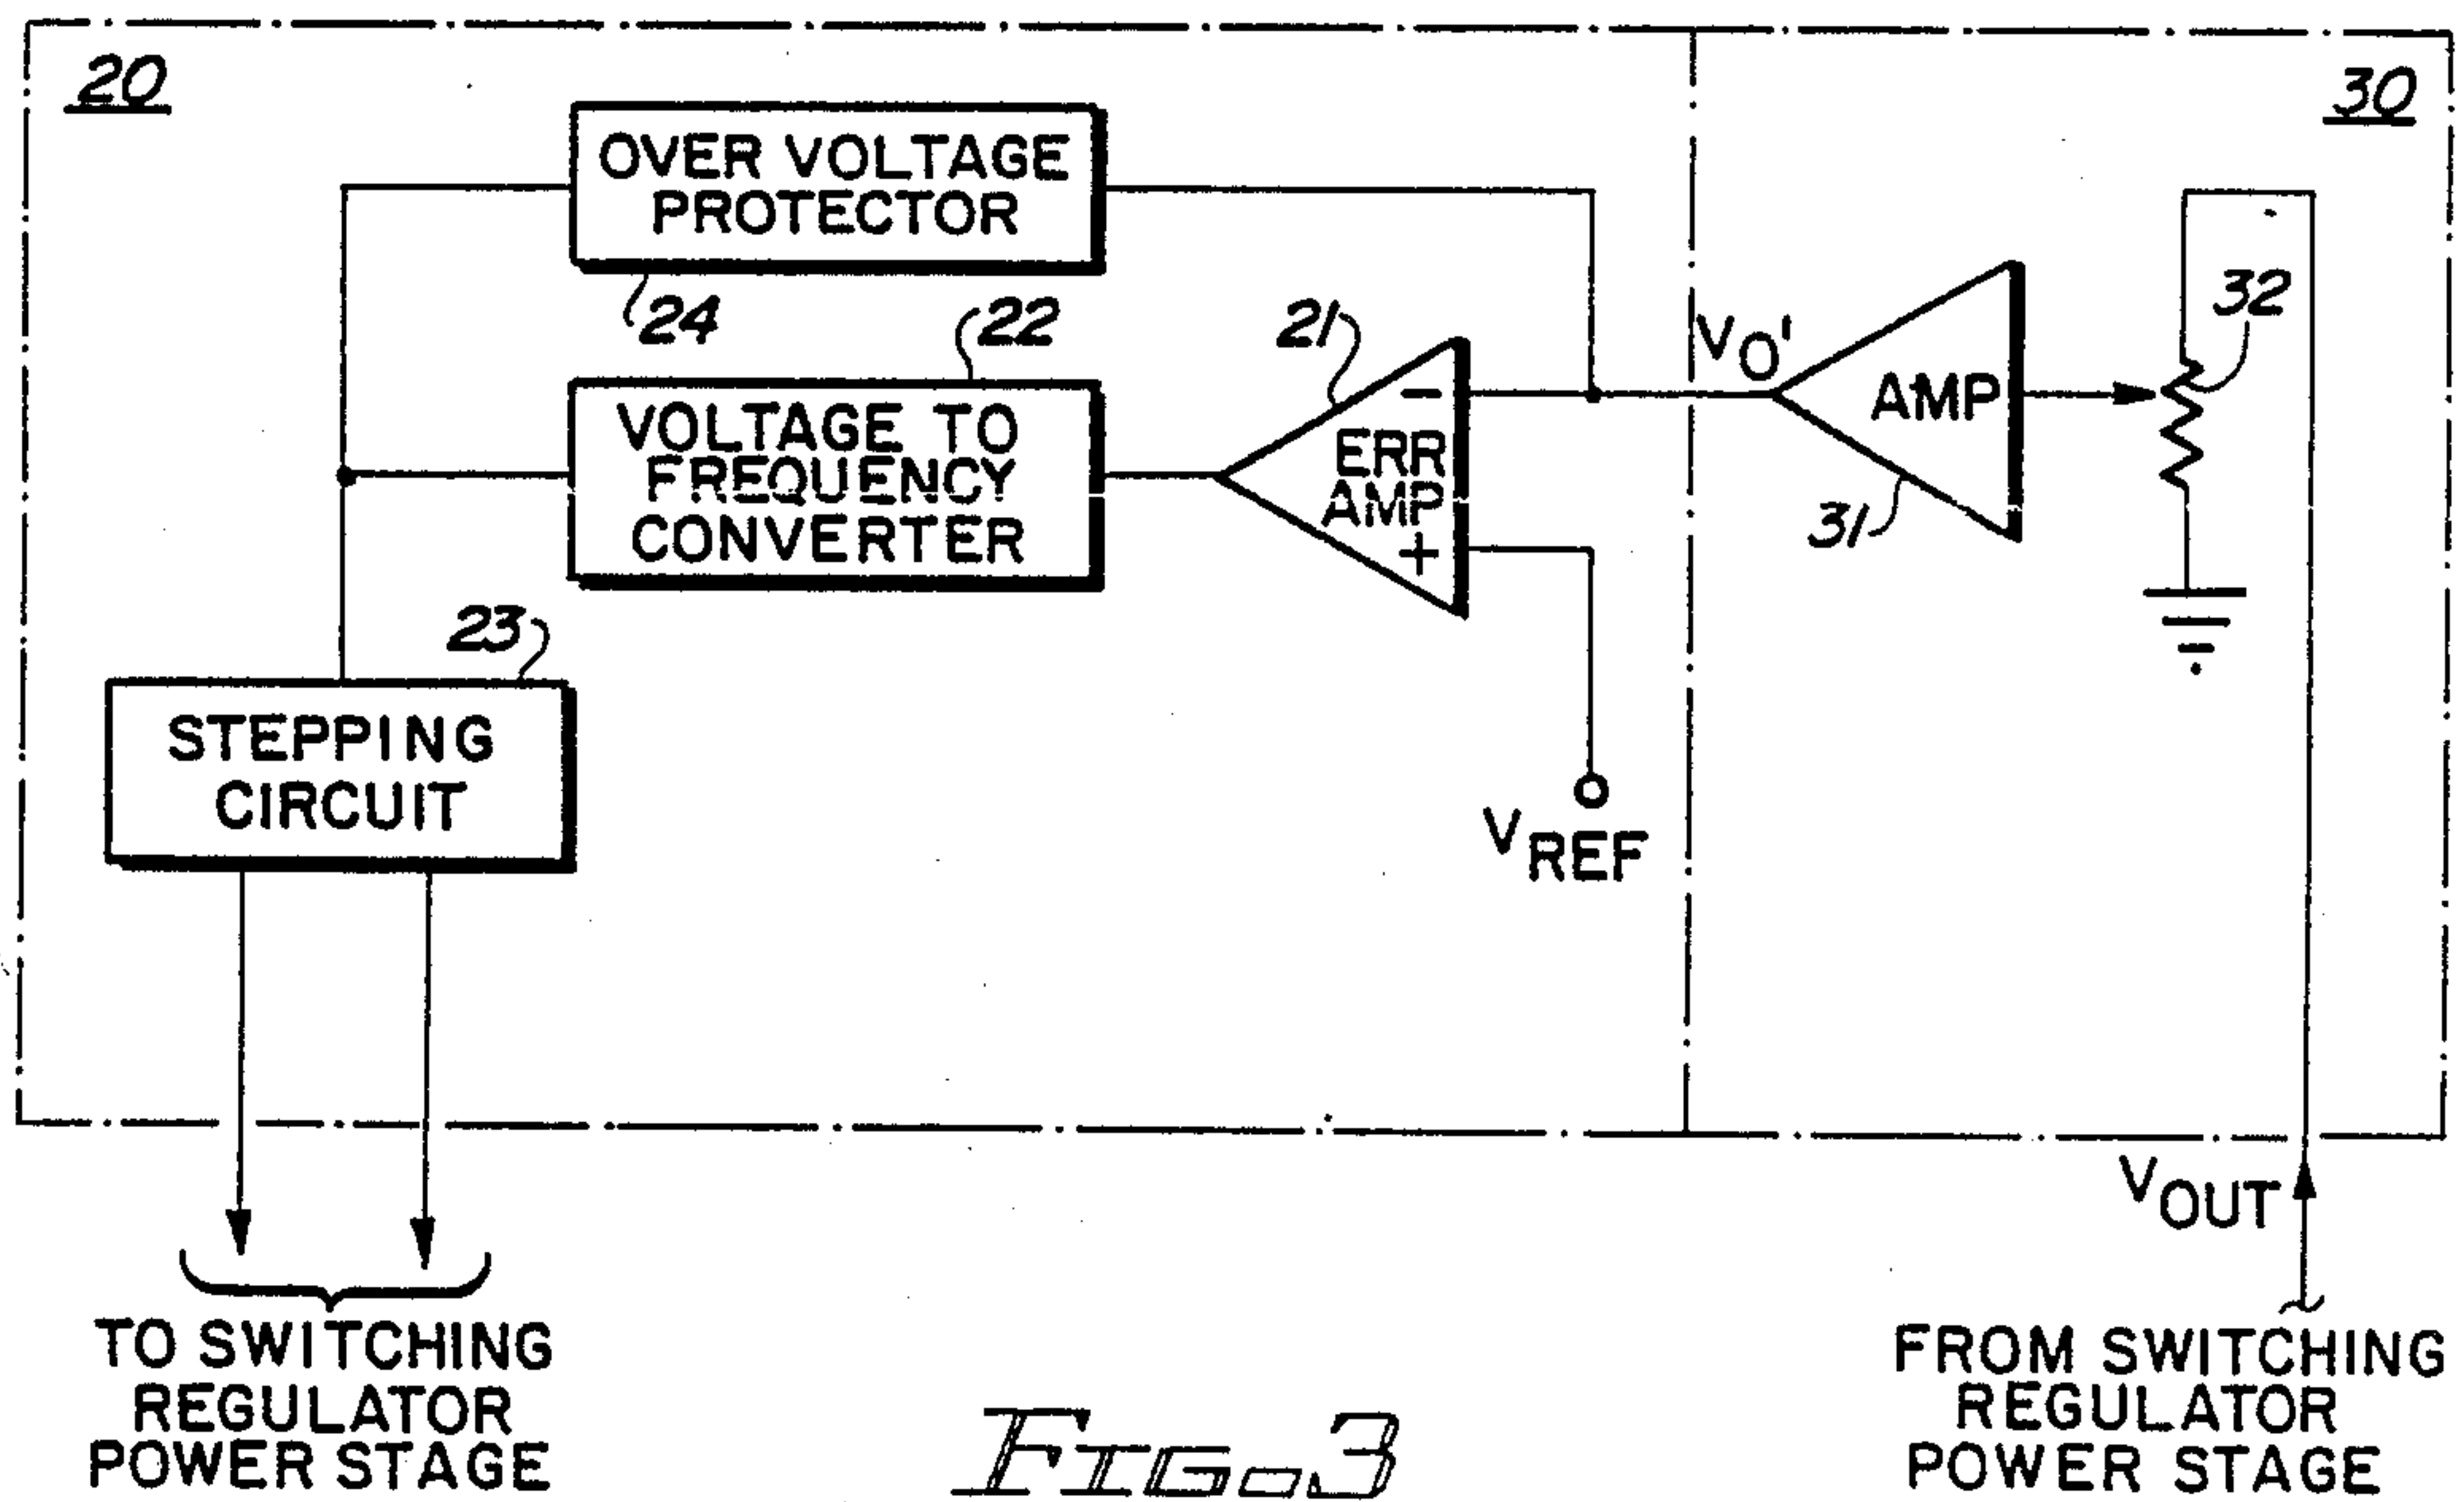 20
30
OVER VOLTAGE
PROTECTOR
24
22
21
32
VO'
VOLTAGE TO
FREQUENCY
CONVERTER
-
ERR
AMP
+
AMP
31
23
STEPPING
CIRCUIT
VREF
VOUT
TO SWITCHING
REGULATOR
POWER STAGE
FROM SWITCHING
REGULATOR
POWER STAGE
FIG. 3